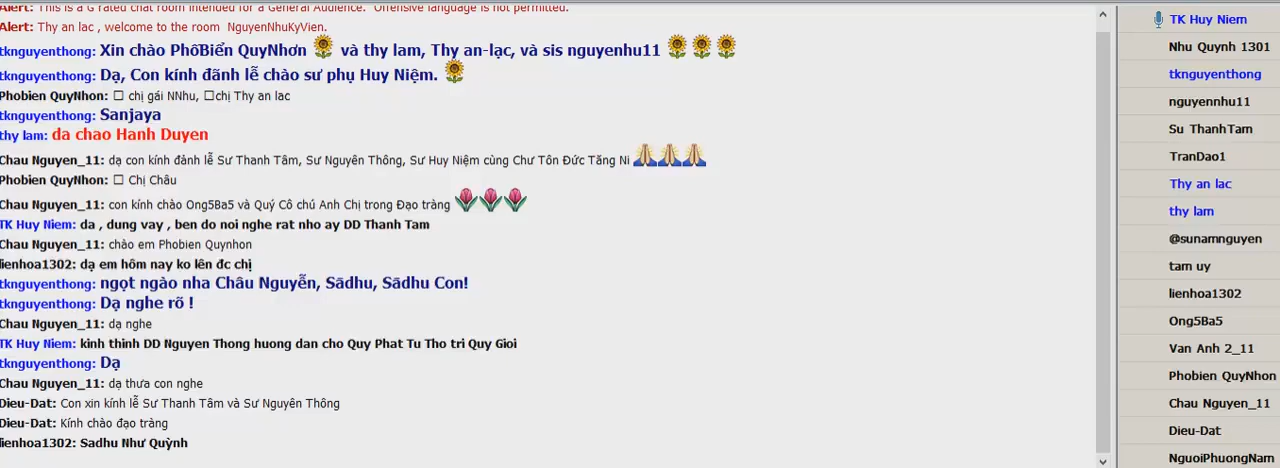 Alert: This is a G rated chat room intended for a General Audience. Offensive language is not permitted.
Alert: Thy an lac , welcome to the room NguyenNhuKyVien.
tknguyenthong: Xin chào PhốBiển QuyNhơn và thy lam, Thy an-lạc, và sis nguyenhu11
tknguyenthong: Dạ, Con kính đãnh lễ chào sư phụ Huy Niệm.
Phobien QuyNhon: chị gái NNhu, chị Thy an lac
tknguyenthong: Sanjaya
thy lam: da chao Hanh Duyen
Chau Nguyen_11: dạ con kính đảnh lễ Sư Thanh Tâm, Sư Nguyên Thông, Sư Huy Niệm cùng Chư Tôn Đức Tăng Ni
Phobien QuyNhon: Chị Châu
Chau Nguyen_11: con kính chào Ong5Ba5 và Quý Cô chú Anh Chị trong Đạo tràng
TK Huy Niem: da , dung vay , ben do noi nghe rat nho ay DD Thanh Tam
Chau Nguyen_11: chào em Phobien Quynhon
lienhoa1302: dạ em hôm nay ko lên đc chị
tknguyenthong: ngọt ngào nha Châu Nguyễn, Sādhu, Sādhu Con!
tknguyenthong: Dạ nghe rõ !
Chau Nguyen_11: dạ nghe
TK Huy Niem: kinh thinh DD Nguyen Thong huong dan cho Quy Phat Tu Tho tri Quy Gioi
tknguyenthong: Dạ
Chau Nguyen_11: dạ thưa con nghe
Dieu-Dat: Con xin kính lễ Sư Thanh Tâm và Sư Nguyên Thông
Dieu-Dat: Kính chào đạo tràng
lienhoa1302: Sadhu Như Quỳnh
TK Huy Niem
Nhu Quynh 1301
tknguyenthong
nguyennhu11
Su ThanhTam
TranDao1
Thy an lac
thy lam
@sunamnguyen
tam uy
lienhoa1302
Ong5Ba5
Van Anh 2_11
Phobien QuyNhon
Chau Nguyen_11
Dieu-Dat
NguoiPhuongNam